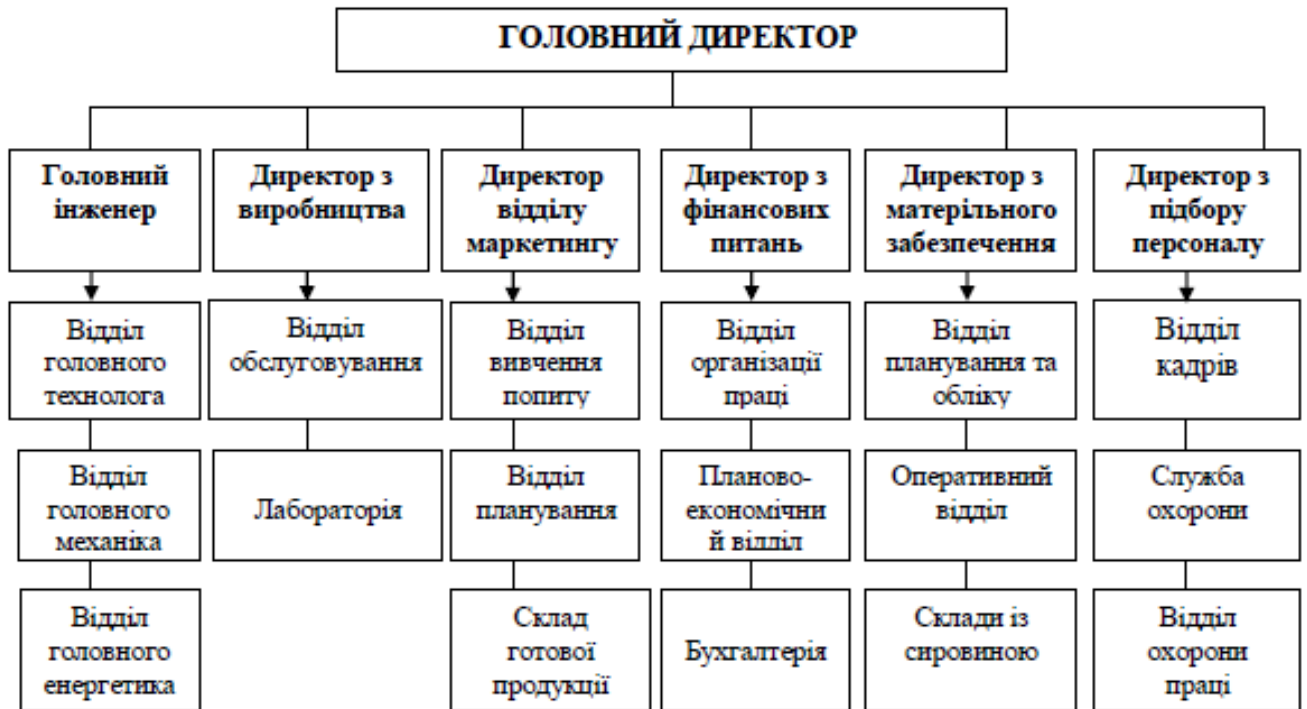 ГОЛОВНИЙ ДИРЕКТОР
Головний
інженер
Директор з
виробництва
Директор
відділу
маркетингу
Директор з
фінансових
питань
Директор з
матерільного
забезпечення
Директор з
підбору
персоналу
Відділ
головного
технолога
Відділ
обслуговування
Відділ
вивчення
попиту
Відділ
організації
праці
Відділ
планування та
обліку
Відділ
кадрів
Відділ
головного
механіка
Лабораторія
Відділ
планування
Планово-
економічни
й відділ
Оперативний
відділ
Служба
охорони
Відділ
головного
енергетика
Склад
готової
продукції
Бухгалтерія
Склади із
сировиною
Відділ
охорони
праці